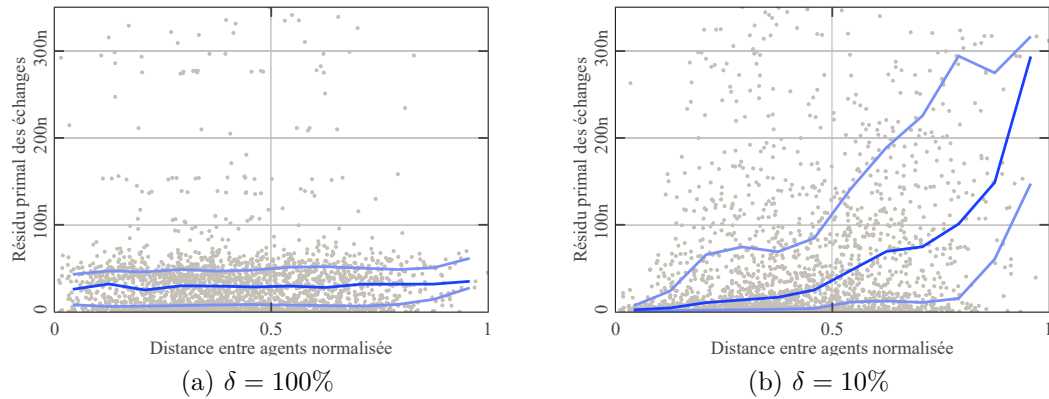 Résidu primal des échanges
300n
200n
100n
0
0
0.5
1
Distance entre agents normalisée
(a) δ = 100%
Résidu primal des échanges
300n
200n
100n
0
0
0.5
1
Distance entre agents normalisée
(b) δ = 10%